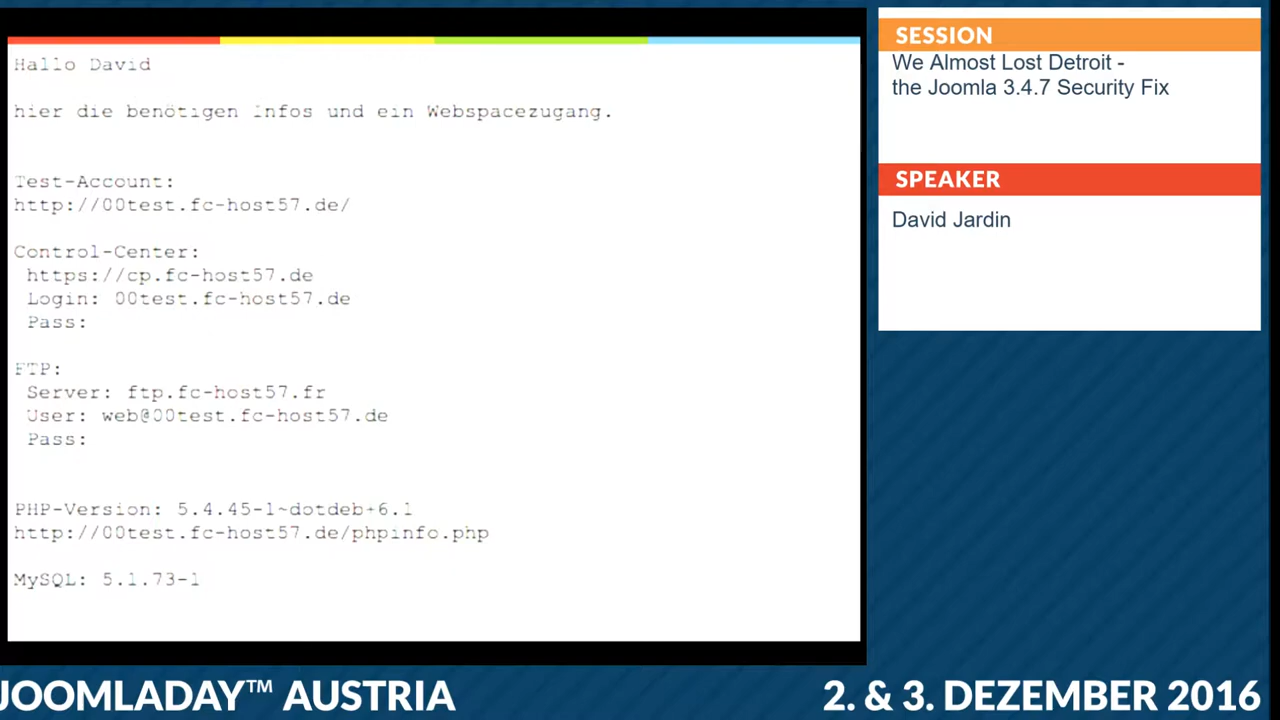 Hallo David
hier die benötigen Infos und ein Webspacezugang.
Test-Account:
http://00test.fc-host57.de/
Control-Center:
https://cp.fc-host57.de
Login: 00test.fc-host57.de
Pass:
FTP:
Server: ftp.fc-host57.fr
User: web@00test.fc-host57.de
Pass:
PHP-Version: 5.4.45-1~dotdeb+6.1
http://00test.fc-host57.de/phpinfo.php
MySQL: 5.1.73-1
SESSION
We Almost Lost Detroit -
the Joomla 3.4.7 Security Fix
SPEAKER
David Jardin
JOOMLADAY™ AUSTRIA
2. & 3. DEZEMBER 2016